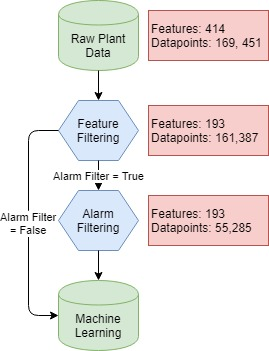 Raw Plant
Data
Features: 414
Datapoints: 169, 451
Feature
Filtering
Features: 193
Datapoints: 161,387
Alarm Filter = True
Alarm Filter
= False
Alarm
Filtering
Features: 193
Datapoints: 55,285
Machine
Learning